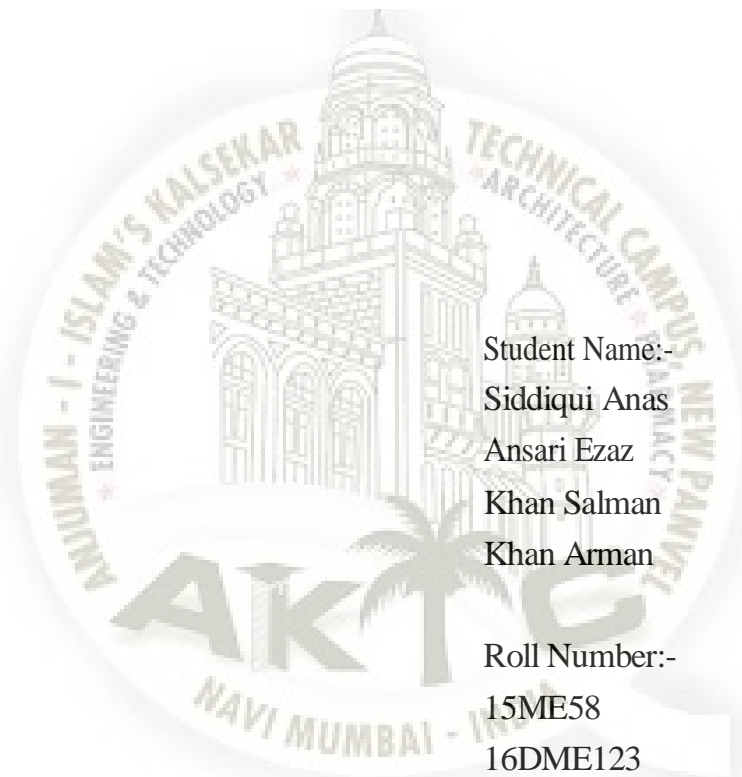 ANJUMAN - I - ISLAM'S KALSEKAR TECHNICAL CAMPUS, NEW PANVEL
ENGINEERING & TECHNOLOGY * ARCHITECTURE * PHARMACY *
Student Name:-
Siddiqui Anas
Ansari Ezaz
Khan Salman
Khan Arman
AKTC
Roll Number:-
15ME58
16DME123
NAVI MUMBAI - INDIA